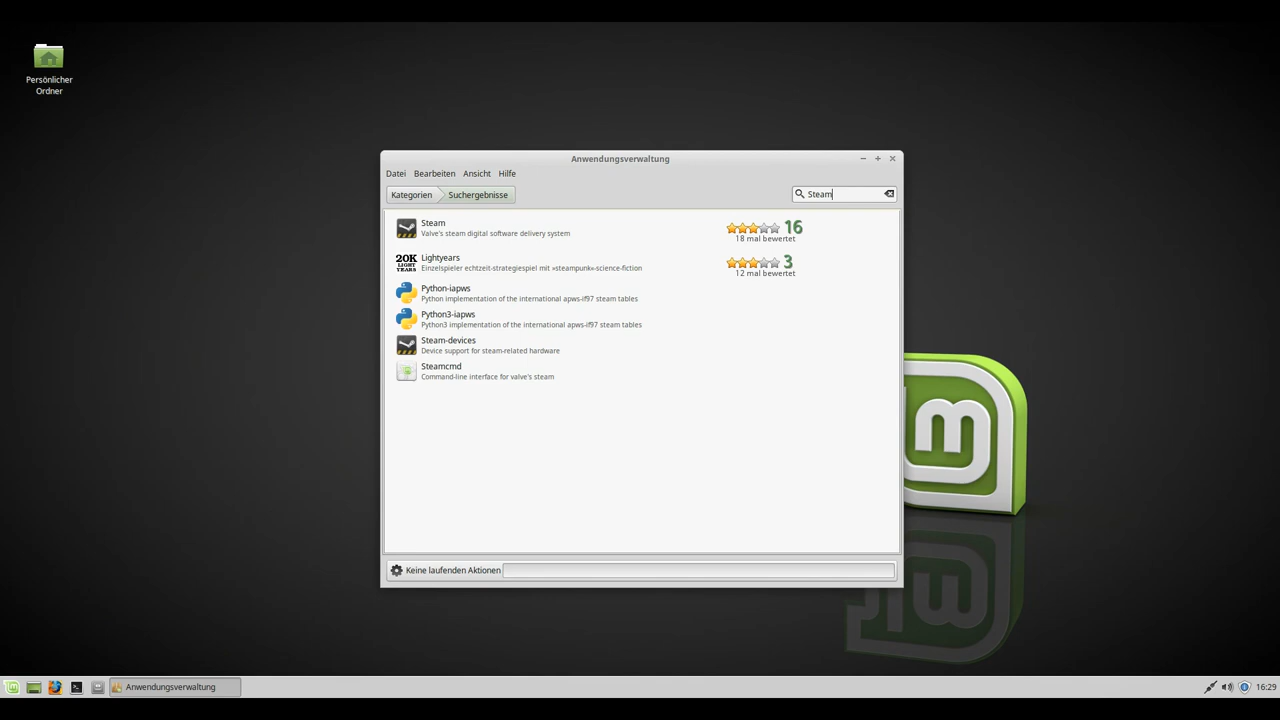 Persönlicher
Ordner
Anwendungsverwaltung
Datei Bearbeiten Ansicht Hilfe
Kategorien Suchergebnisse Steam
Steam
Valve's steam digital software delivery system
16
18 mal bewertet
Lightyears
20K
LIGHT
YEARS
Einzelspieler echtzeit-strategiespiel mit »steampunk«-science-fiction
3
12 mal bewertet
Python-iapws
Python implementation of the international apws-if97 steam tables
Python3-iapws
Python3 implementation of the international apws-if97 steam tables
Steam-devices
Device support for steam-related hardware
Steamcmd
Command-line interface for valve's steam
Keine laufenden Aktionen
Anwendungsverwaltung 16:29